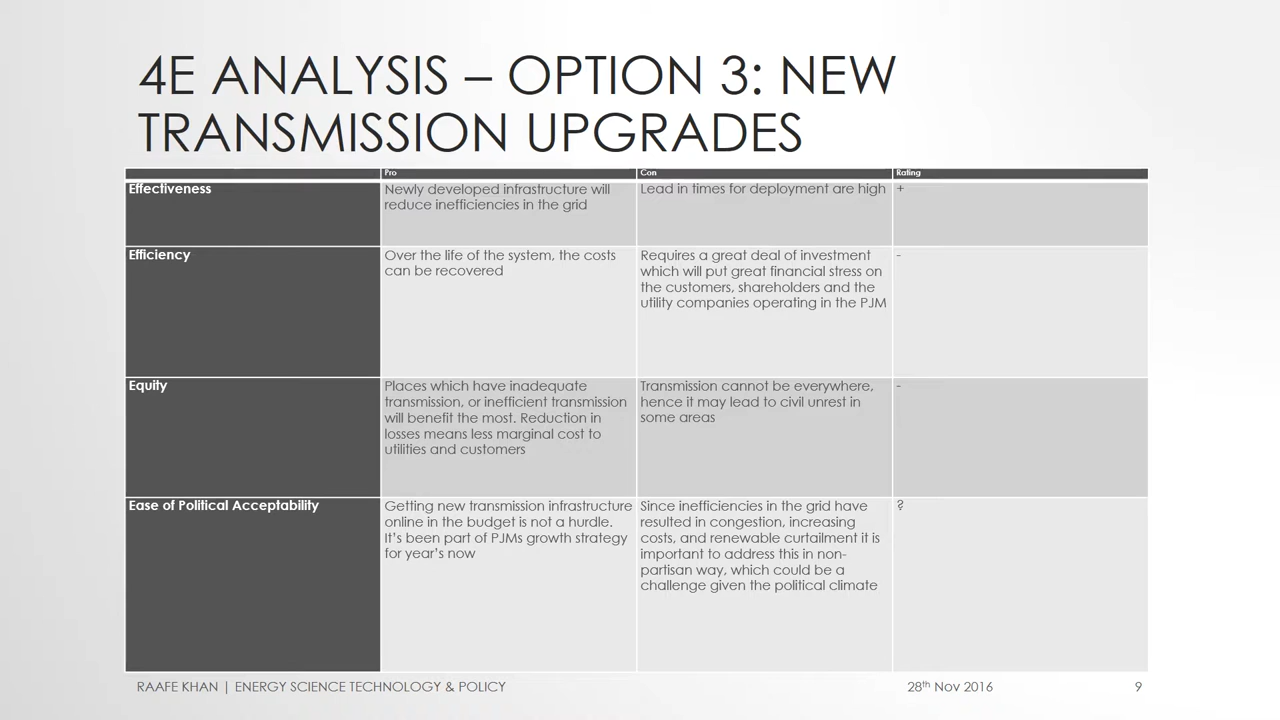 4E ANALYSIS – OPTION 3: NEW
TRANSMISSION UPGRADES
Pro
Con
Rating
Effectiveness
Newly developed infrastructure will
reduce inefficiencies in the grid
Lead in times for deployment are high
+
Efficiency
Over the life of the system, the costs
can be recovered
Requires a great deal of investment
which will put great financial stress on
the customers, shareholders and the
utility companies operating in the PJM
-
Equity
Places which have inadequate
transmission, or inefficient transmission
will benefit the most. Reduction in
losses means less marginal cost to
utilities and customers
Transmission cannot be everywhere,
hence it may lead to civil unrest in
some areas
-
Ease of Political Acceptability
Getting new transmission infrastructure
online in the budget is not a hurdle.
It's been part of PJMs growth strategy
for year's now
Since inefficiencies in the grid have
resulted in congestion, increasing
costs, and renewable curtailment it is
important to address this in non-
partisan way, which could be a
challenge given the political climate
?
RAAFE KHAN | ENERGY SCIENCE TECHNOLOGY & POLICY
28th Nov 2016
9